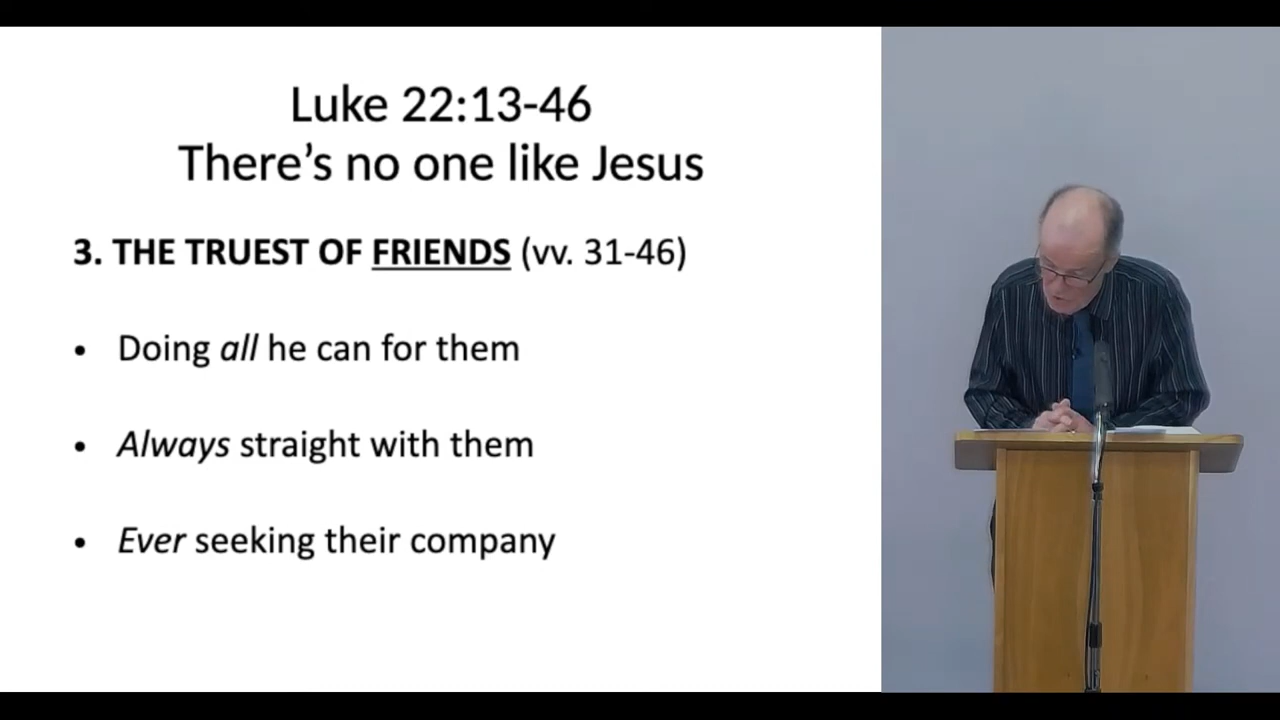 Luke 22:13-46
There’s no one like Jesus
3. THE TRUEST OF FRIENDS (vv. 31-46)
• Doing all he can for them
• Always straight with them
• Ever seeking their company